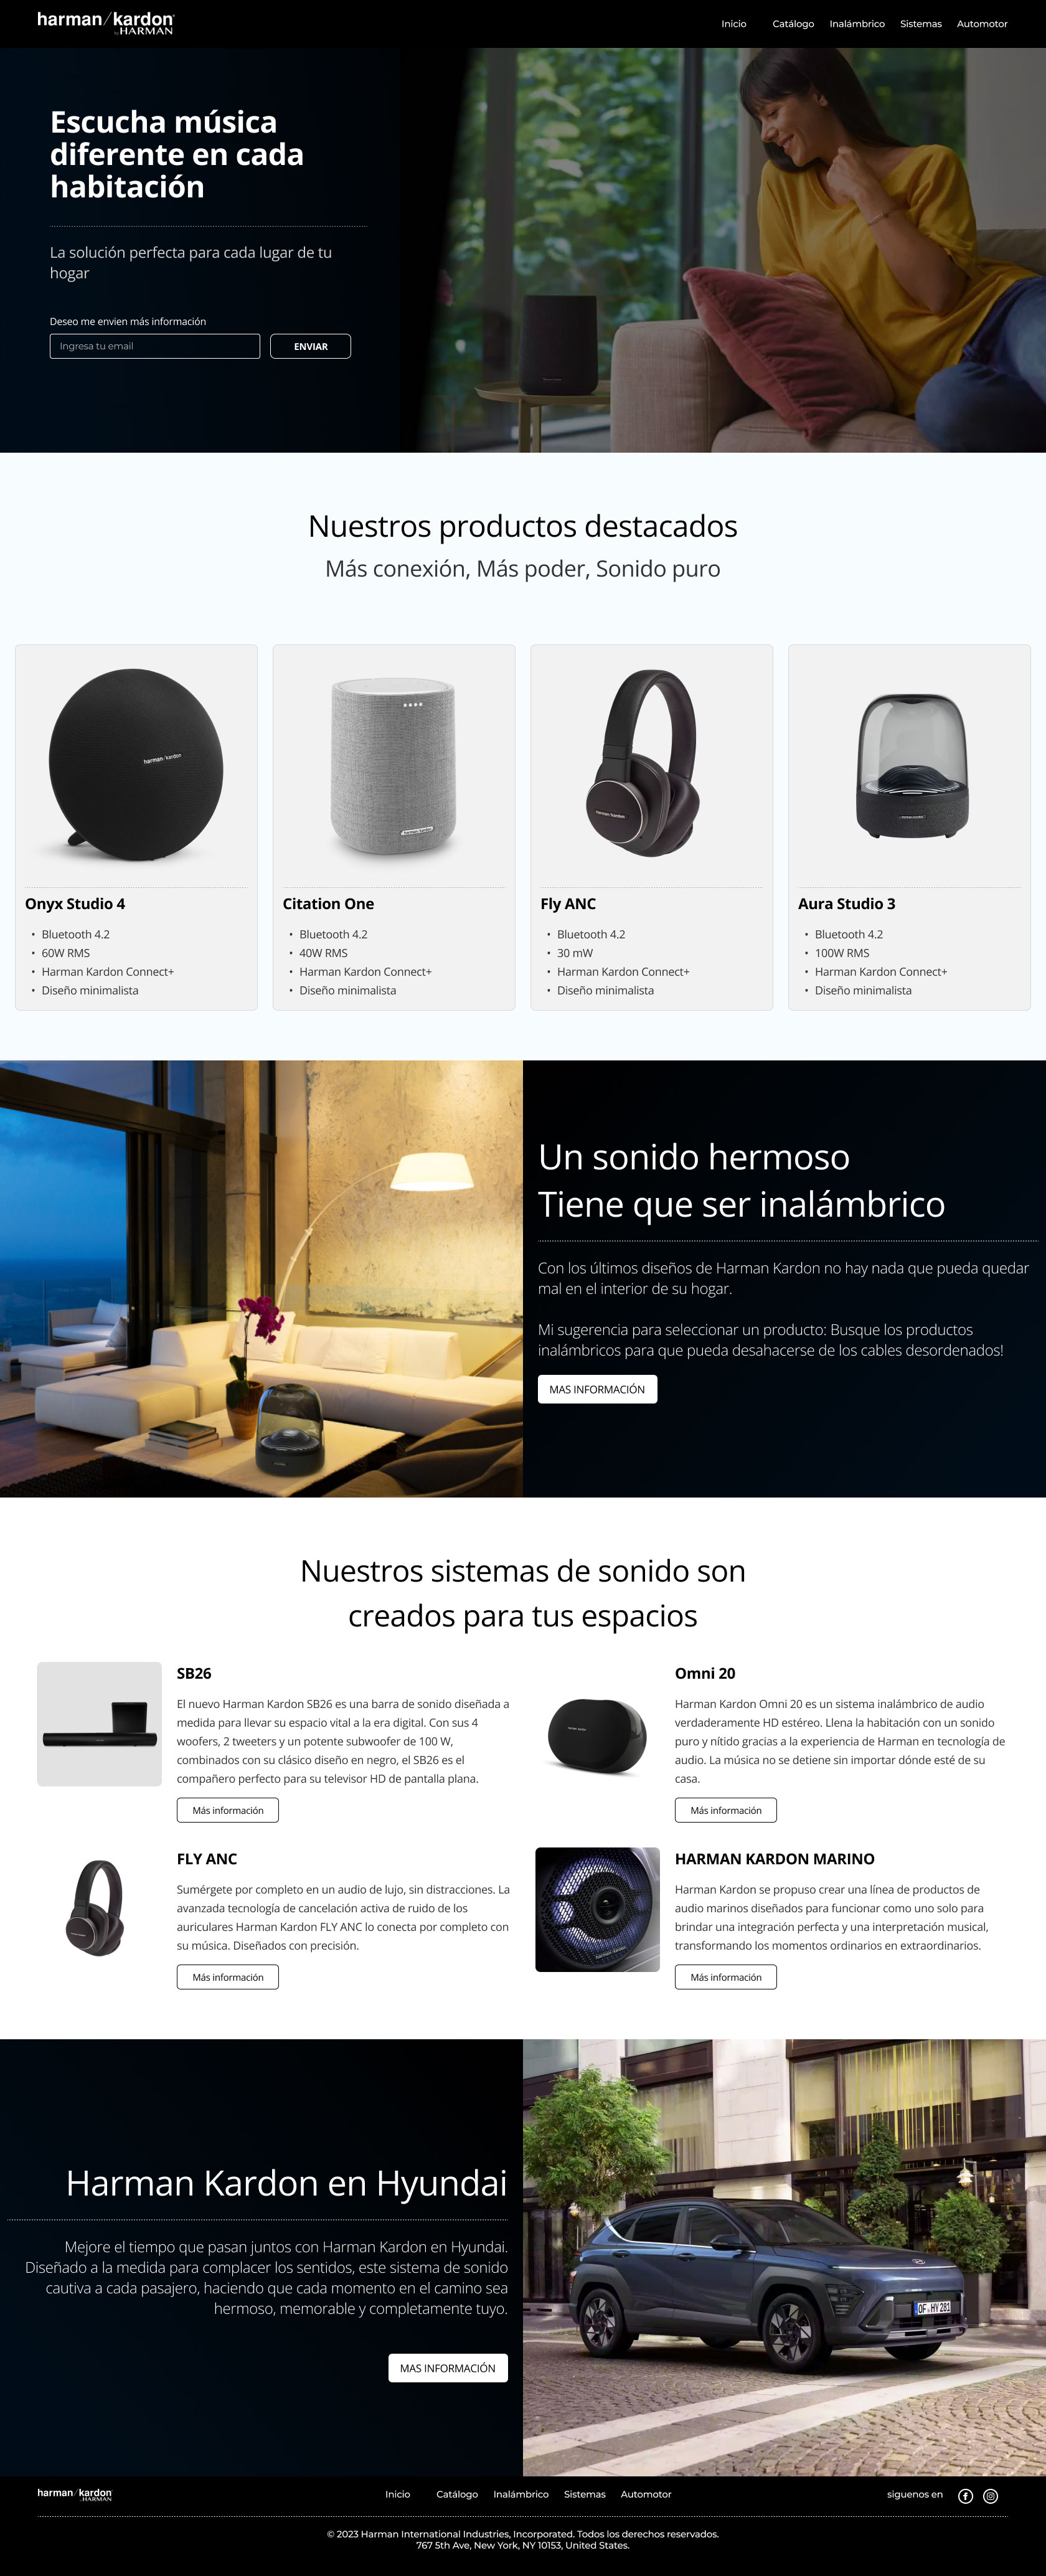 harman/kardon
by HARMAN
Inicio Catálogo Inalámbrico Sistemas Automotor
Escucha música
diferente en cada
habitación
La solución perfecta para cada lugar de tu
hogar
Deseo me envien más información
Ingresa tu email
ENVIAR
Nuestros productos destacados
Más conexión, Más poder, Sonido puro
harman/kardon
harman/kardon
harman/kardon
Onyx Studio 4
• Bluetooth 4.2
• 60W RMS
• Harman Kardon Connect+
• Diseño minimalista
Citation One
• Bluetooth 4.2
• 40W RMS
• Harman Kardon Connect+
• Diseño minimalista
Fly ANC
• Bluetooth 4.2
• 30 mW
• Harman Kardon Connect+
• Diseño minimalista
Aura Studio 3
• Bluetooth 4.2
• 100W RMS
• Harman Kardon Connect+
• Diseño minimalista
Un sonido hermoso
Tiene que ser inalámbrico
Con los últimos diseños de Harman Kardon no hay nada que pueda quedar
mal en el interior de su hogar.
Mi sugerencia para seleccionar un producto: Busque los productos
inalámbricos para que pueda desahacerse de los cables desordenados!
MAS INFORMACIÓN
Nuestros sistemas de sonido son
creados para tus espacios
SB26
El nuevo Harman Kardon SB26 es una barra de sonido diseñada a
medida para llevar su espacio vital a la era digital. Con sus 4
woofers, 2 tweeters y un potente subwoofer de 100 W,
combinados con su clásico diseño en negro, el SB26 es el
compañero perfecto para su televisor HD de pantalla plana.
Más información
Omni 20
Harman Kardon Omni 20 es un sistema inalámbrico de audio
verdaderamente HD estéreo. Llena la habitación con un sonido
puro y nítido gracias a la experiencia de Harman en tecnología de
audio. La música no se detiene sin importar dónde esté de su
casa.
Más información
FLY ANC
Sumérgete por completo en un audio de lujo, sin distracciones. La
avanzada tecnología de cancelación activa de ruido de los
auriculares Harman Kardon FLY ANC lo conecta por completo con
su música. Diseñados con precisión.
Más información
HARMAN KARDON MARINO
Harman Kardon se propuso crear una línea de productos de
audio marinos diseñados para funcionar como uno solo para
brindar una integración perfecta y una interpretación musical,
transformando los momentos ordinarios en extraordinarios.
Más información
Harman Kardon en Hyundai
Mejore el tiempo que pasan juntos con Harman Kardon en Hyundai.
Diseñado a la medida para complacer los sentidos, este sistema de sonido
cautiva a cada pasajero, haciendo que cada momento en el camino sea
hermoso, memorable y completamente tuyo.
MAS INFORMACIÓN
OF-HY 281
harman/kardon
by HARMAN
Inicio Catálogo Inalámbrico Sistemas Automotor
siguenos en
© 2023 Harman International Industries, Incorporated. Todos los derechos reservados.
767 5th Ave, New York, NY 10153, United States.